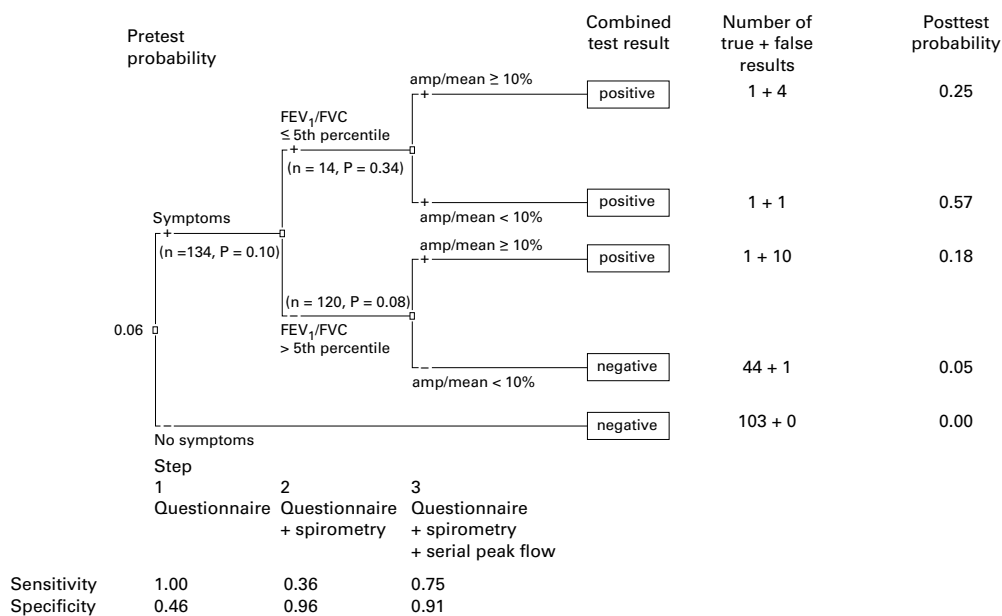 Pretest
probability
Combined
test result
Number of
true + false
results
Posttest
probability
amp/mean ≥ 10%
+
positive
1 + 4
0.25
FEV1/FVC
≤ 5th percentile
+
(n = 14, P = 0.34)
+
amp/mean < 10%
positive
1 + 1
0.57
Symptoms
+
(n =134, P = 0.10)
amp/mean ≥ 10%
+
positive
1 + 10
0.18
(n = 120, P = 0.08)
–
FEV1/FVC
> 5th percentile
0.06
–
amp/mean < 10%
negative
44 + 1
0.05
–
No symptoms
negative
103 + 0
0.00
Step
1
Questionnaire
2
Questionnaire
+ spirometry
3
Questionnaire
+ spirometry
+ serial peak flow
Sensitivity 1.00 0.36 0.75
Specificity 0.46 0.96 0.91